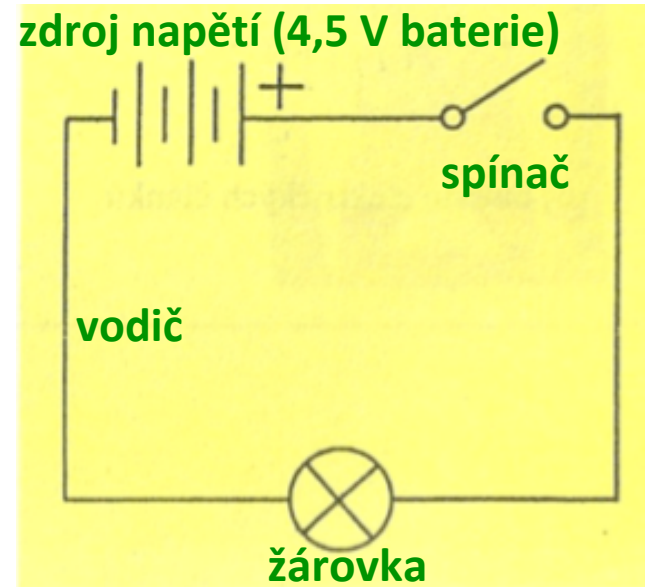 zdroj napětí (4,5 V baterie)
+
spínač
vodič
žárovka